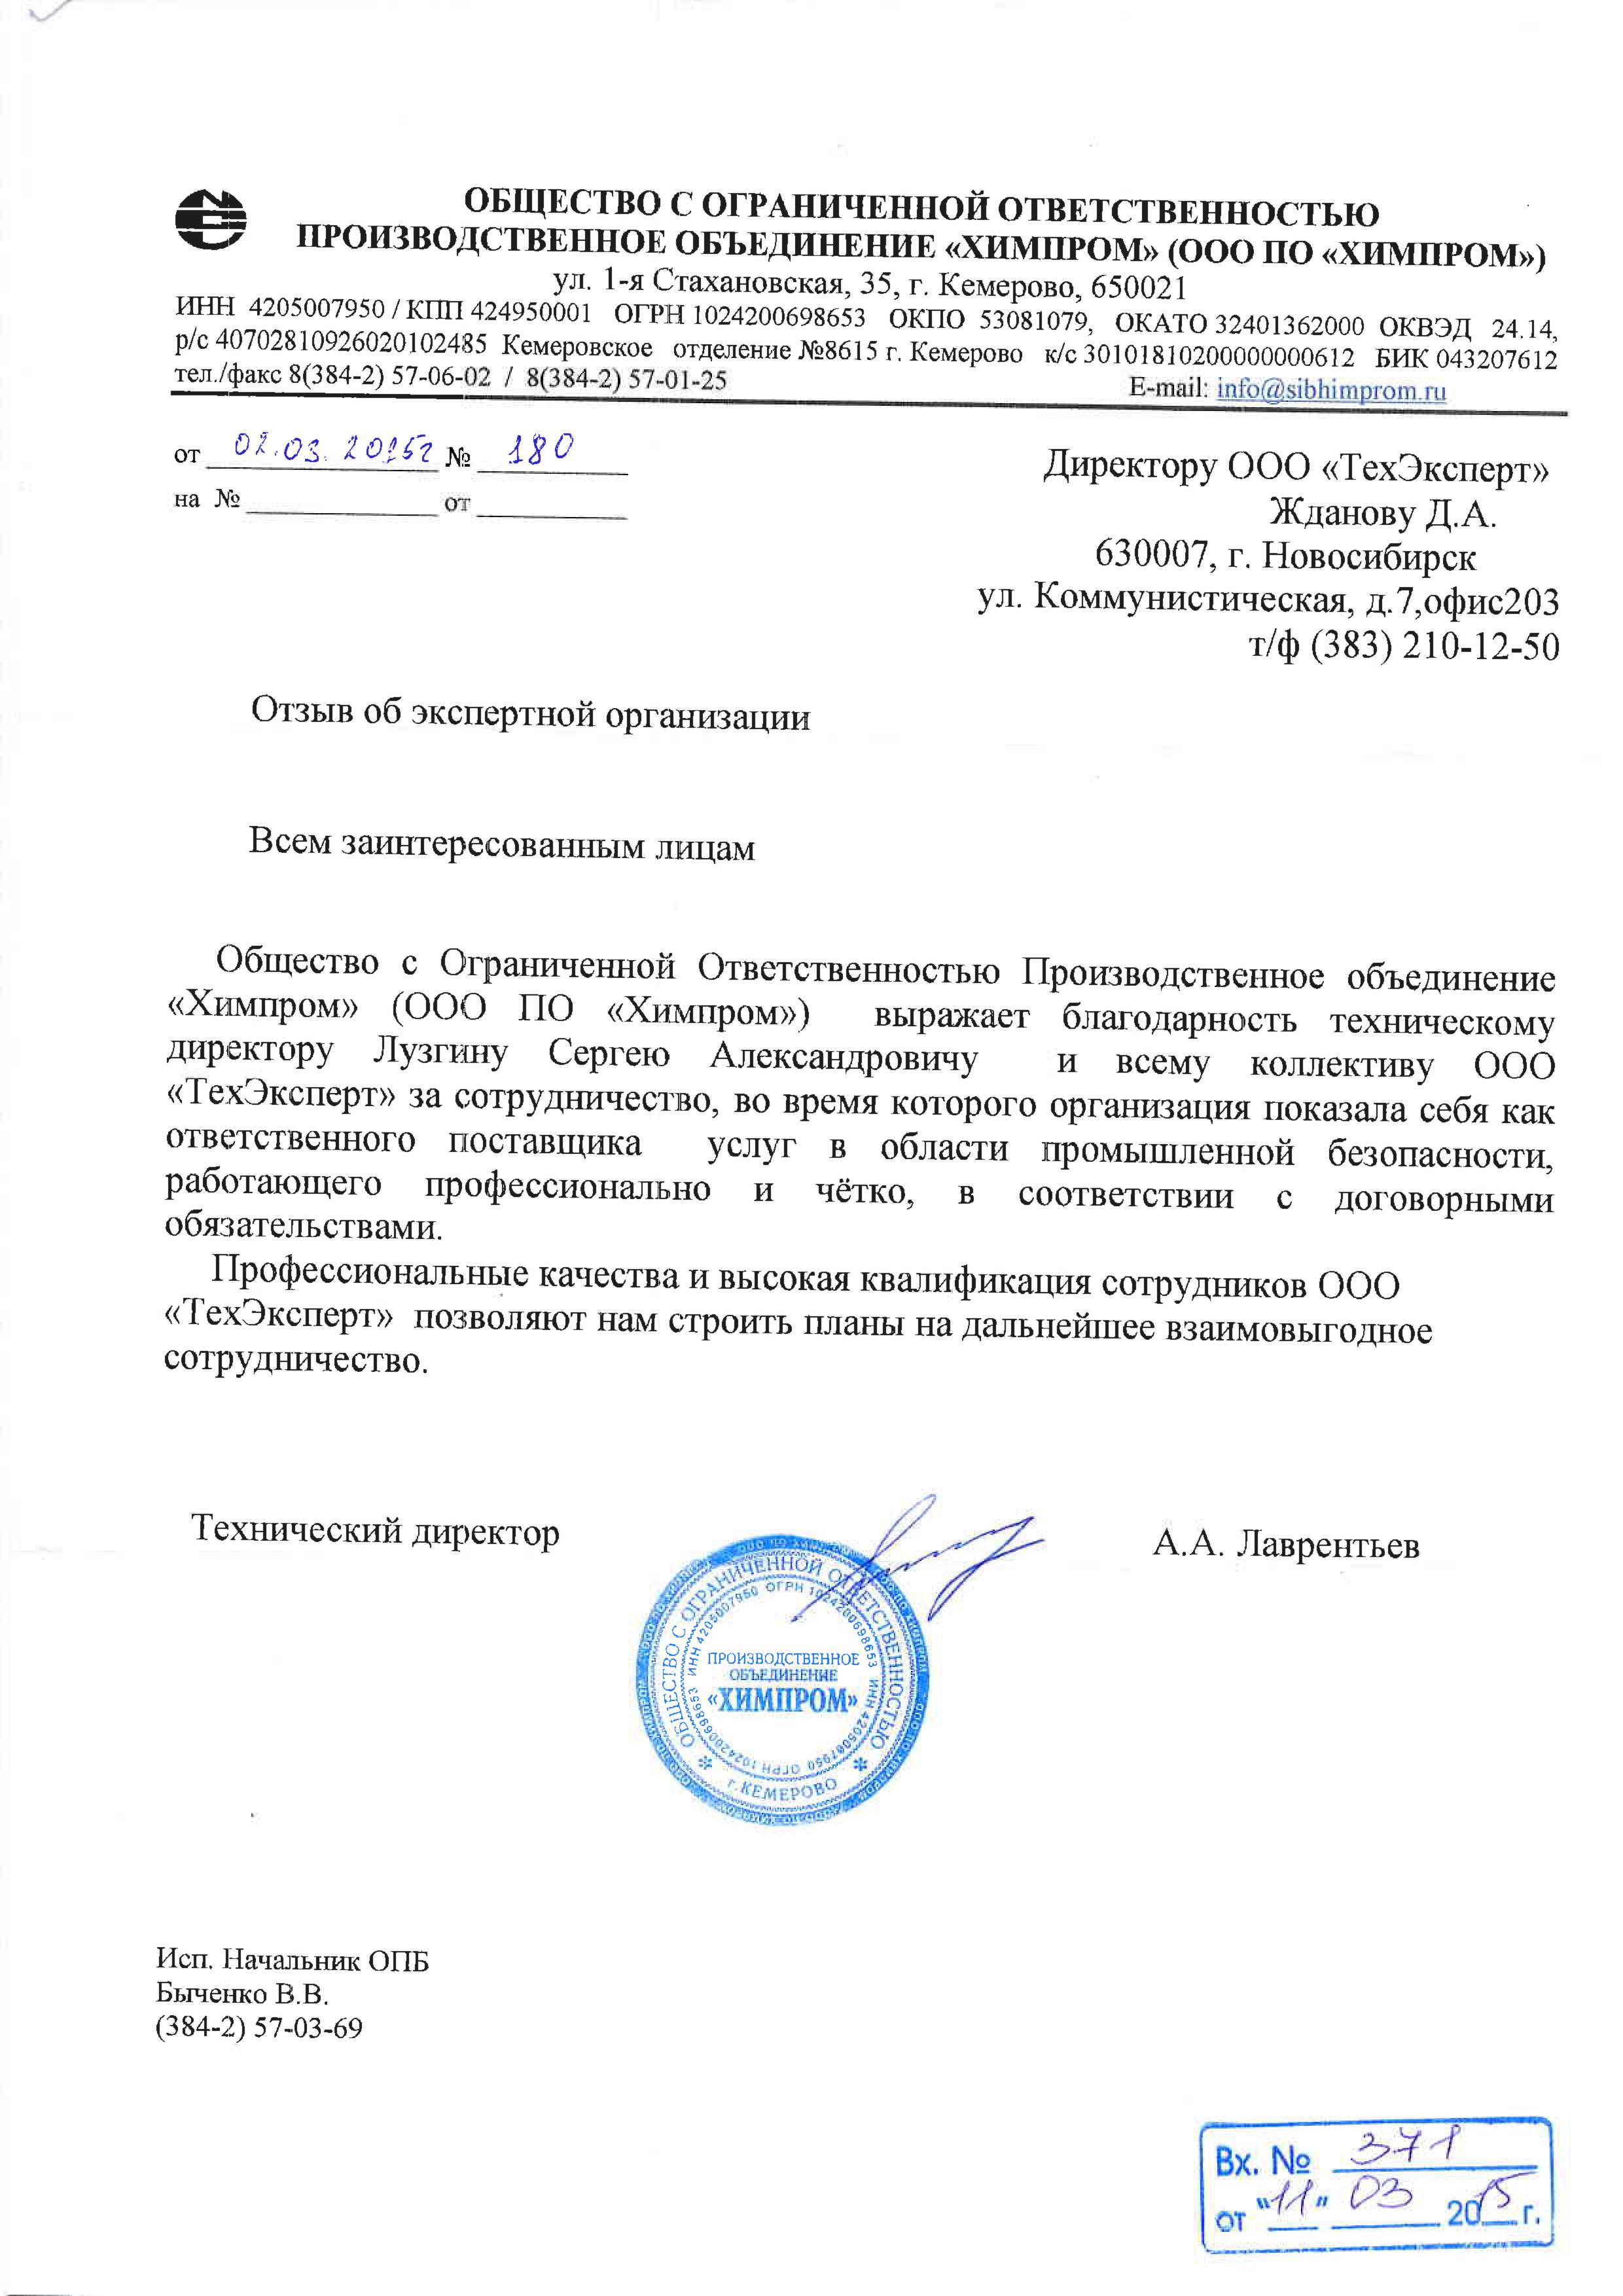 ОБЩЕСТВО С ОГРАНИЧЕННОЙ ОТВЕТСТВЕННОСТЬЮ
ПРОИЗВОДСТВЕННОЕ ОБЪЕДИНЕНИЕ «ХИМПРОМ» (ООО ПО «ХИМПРОМ»)
ул. 1-я Стахановская, 35, г. Кемерово, 650021
ИНН 4205007950 / КПП 424950001 ОГРН 1024200698653 ОКПО 53081079, ОКАТО 32401362000 ОКВЭД 24.14,
р/с 40702810926020102485 Кемеровское отделение №8615 г. Кемерово к/с 30101810200000000612 БИК 043207612
тел./факс 8(384-2) 57-06-02 / 8(384-2) 57-01-25 E-mail: info@sibhimprom.ru
от 02.03.2015г № 180
на № от
Директору ООО «ТехЭксперт»
Жданову Д.А.
630007, г. Новосибирск
ул. Коммунистическая, д.7,офис203
т/ф (383) 210-12-50
Отзыв об экспертной организации
Всем заинтересованным лицам
Общество с Ограниченной Ответственностью Производственное объединение
«Химпром» (ООО ПО «Химпром») выражает благодарность техническому
директору Лузгину Сергею Александровичу и всему коллективу ООО
«ТехЭксперт» за сотрудничество, во время которого организация показала себя как
ответственного поставщика услуг в области промышленной безопасности,
работающего профессионально и чётко, в соответствии с договорными
обязательствами.
Профессиональные качества и высокая квалификация сотрудников ООО
«ТехЭксперт» позволяют нам строить планы на дальнейшее взаимовыгодное
сотрудничество.
Технический директор А.А. Лаврентьев
ОБЩЕСТВО С ОГРАНИЧЕННОЙ ОТВЕТСТВЕННОСТЬЮ
ИНН 4205007950 ОГРН 1024200698653 ИНН 4205007950 ОГРН 1024200698653
ПРОИЗВОДСТВЕННОЕ
ОБЪЕДИНЕНИЕ
«ХИМПРОМ»
г. КЕМЕРОВО
Исп. Начальник ОПБ
Быченко В.В.
(384-2) 57-03-69
Вх. № 371
от "11" 03 2015 г.